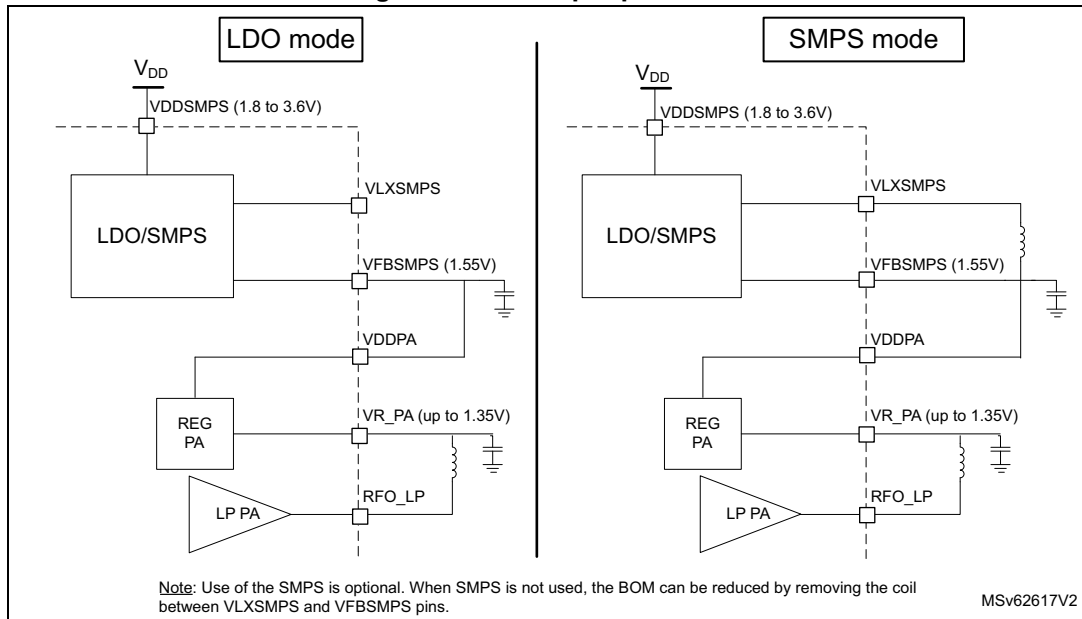 LDO mode
V_DD
VDDSMPS (1.8 to 3.6V)
LDO/SMPS
VLXSMPS
VFBSMPS (1.55V)
VDDPA
REG
PA
VR_PA (up to 1.35V)
LP PA
RFO_LP
SMPS mode
V_DD
VDDSMPS (1.8 to 3.6V)
LDO/SMPS
VLXSMPS
VFBSMPS (1.55V)
VDDPA
REG
PA
VR_PA (up to 1.35V)
LP PA
RFO_LP
Note: Use of the SMPS is optional. When SMPS is not used, the BOM can be reduced by removing the coil
between VLXSMPS and VFBSMPS pins.
MSv62617V2